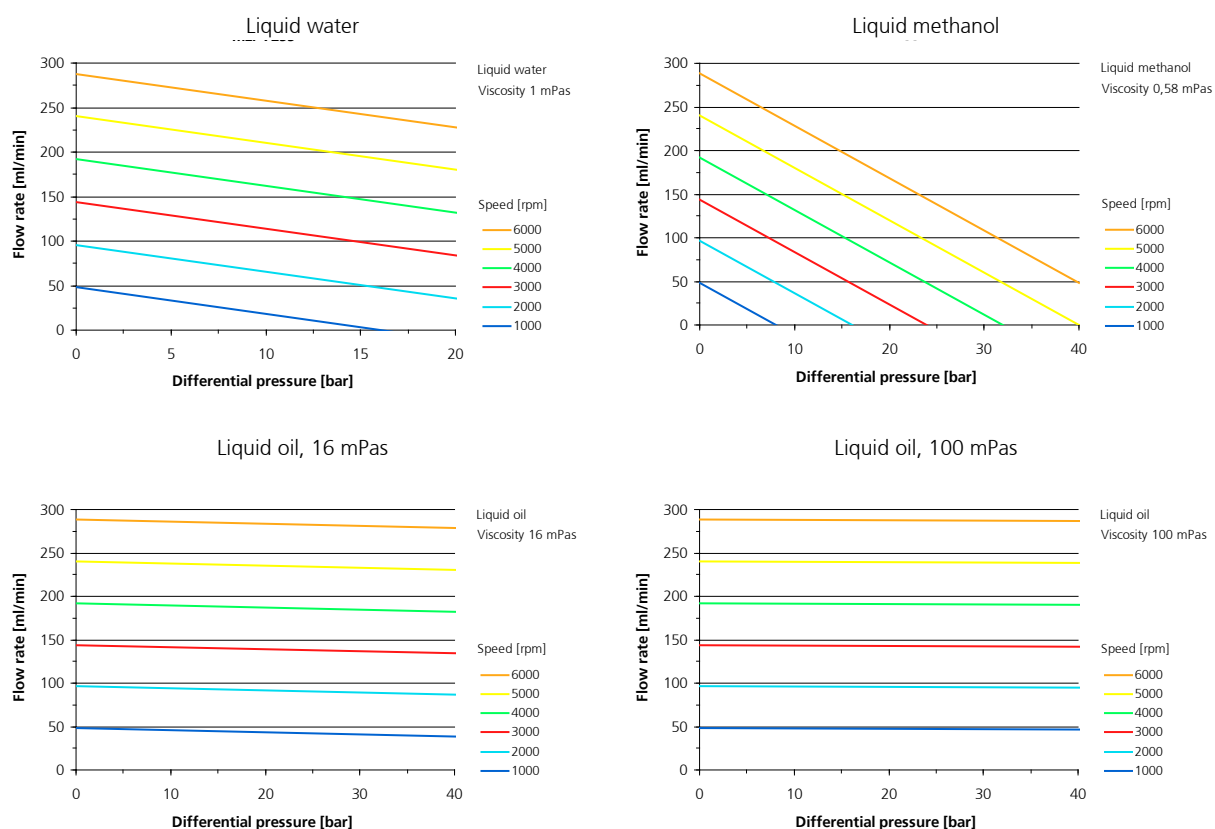 Liquid water
Liquid water
Viscosity 1 mPas
Flow rate [ml/min]
300
250
200
150
100
50
0
0 5 10 15 20
Differential pressure [bar]
Speed [rpm]
6000
5000
4000
3000
2000
1000
Liquid methanol
Liquid methanol
Viscosity 0,58 mPas
Flow rate [ml/min]
300
250
200
150
100
50
0
0 10 20 30 40
Differential pressure [bar]
Speed [rpm]
6000
5000
4000
3000
2000
1000
Liquid oil, 16 mPas
Liquid oil
Viscosity 16 mPas
Flow rate [ml/min]
300
250
200
150
100
50
0
0 10 20 30 40
Differential pressure [bar]
Speed [rpm]
6000
5000
4000
3000
2000
1000
Liquid oil, 100 mPas
Liquid oil
Viscosity 100 mPas
Flow rate [ml/min]
300
250
200
150
100
50
0
0 10 20 30 40
Differential pressure [bar]
Speed [rpm]
6000
5000
4000
3000
2000
1000